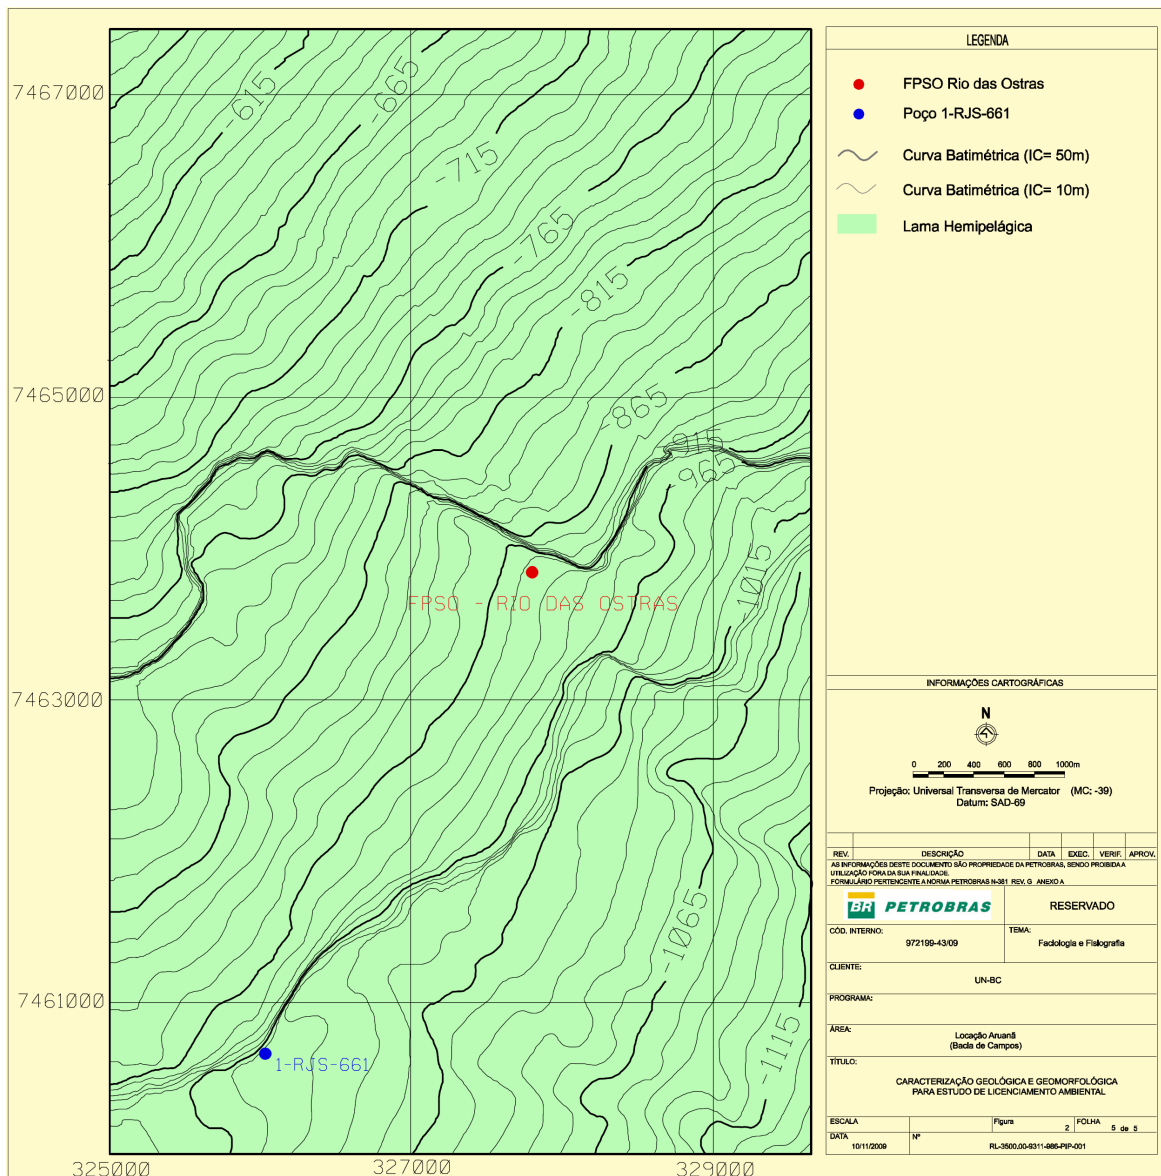 7467000
7465000
7463000
7461000
325000
327000
329000
-615
-665
-715
-765
-815
-865
-915
-965
-1015
-1065
-1115
FPSO - RIO DAS OSTRAS
1-RJS-661
LEGENDA
FPSO Rio das Ostras
Poço 1-RJS-661
Curva Batimétrica (IC= 50m)
Curva Batimétrica (IC= 10m)
Lama Hemipelágica
INFORMAÇÕES CARTOGRÁFICAS
N
0 200 400 600 800 1000m
Projeção: Universal Transversa de Mercator (MC: -39)
Datum: SAD-69
REV. DESCRIÇÃO DATA EXEC. VERIF. APROV.
AS INFORMAÇÕES DESTE DOCUMENTO SÃO PROPRIEDADE DA PETROBRAS, SENDO PROIBIDA A
UTILIZAÇÃO FORA DA SUA FINALIDADE.
FORMULÁRIO PERTENCENTE A NORMA PETROBRAS N-381 REV. G ANEXO A
BR PETROBRAS
RESERVADO
CÓD. INTERNO:
972199-43/09
TEMA:
Faciologia e Fisiografia
CLIENTE:
UN-BC
PROGRAMA:
ÁREA:
Locação Aruanã
(Bacia de Campos)
TÍTULO:
CARACTERIZAÇÃO GEOLÓGICA E GEOMORFOLÓGICA
PARA ESTUDO DE LICENCIAMENTO AMBIENTAL
ESCALA
Figura 2
FOLHA 5 de 5
DATA
10/11/2009
Nº
RL-3500.00-9311-986-PIP-001